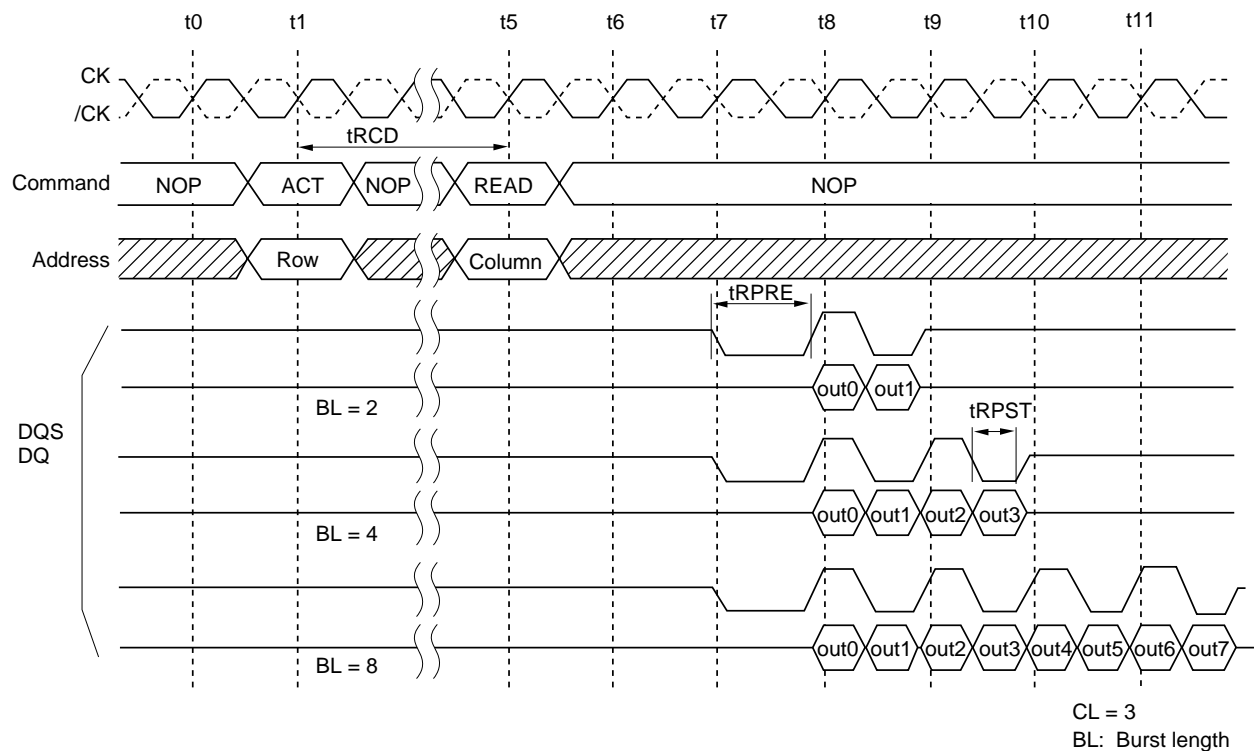 t0 t1 t5 t6 t7 t8 t9 t10 t11
CK
/CK
tRCD
Command NOP ACT NOP READ NOP
Address Row Column
tRPRE
out0 out1
BL = 2
tRPST
DQS
DQ
out0 out1 out2 out3
BL = 4
out0 out1 out2 out3 out4 out5 out6 out7
BL = 8
CL = 3
BL: Burst length